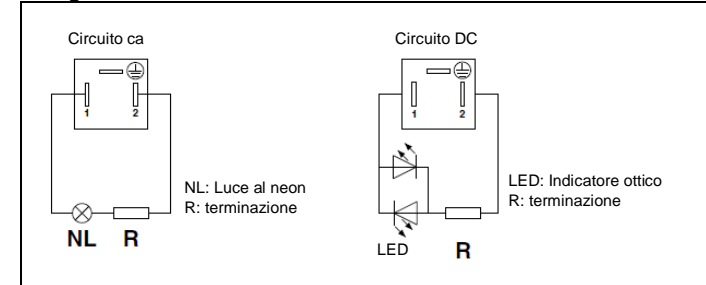 Circuito ca
1 2
NL: Luce al neon
R: terminazione
NL R
Circuito DC
1 2
LED: Indicatore ottico
R: terminazione
LED R